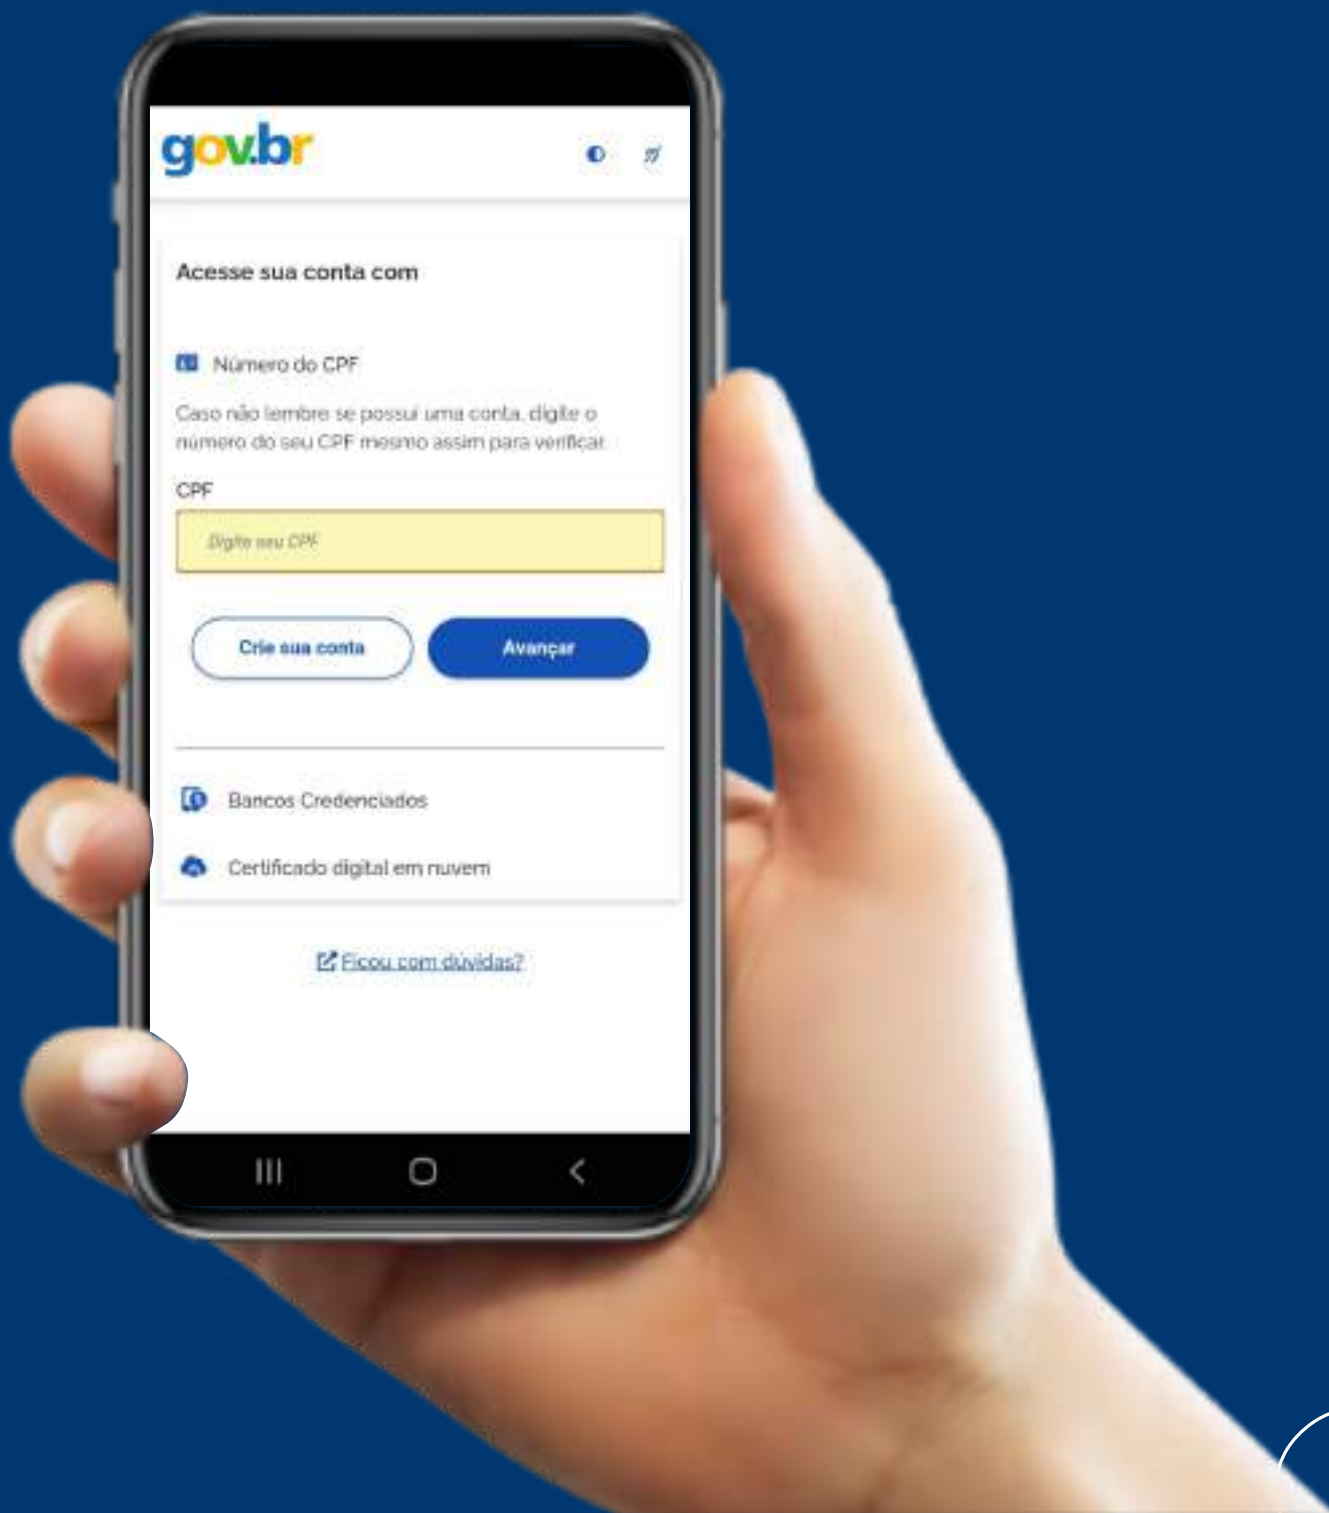 gov.br
Acesse sua conta com
Número do CPF
Caso não lembre se possui uma conta, digite o
número do seu CPF mesmo assim para verificar.
CPF
Digite seu CPF
Crie sua conta
Avançar
Bancos Credenciados
Certificado digital em nuvem
Ficou com dúvidas?